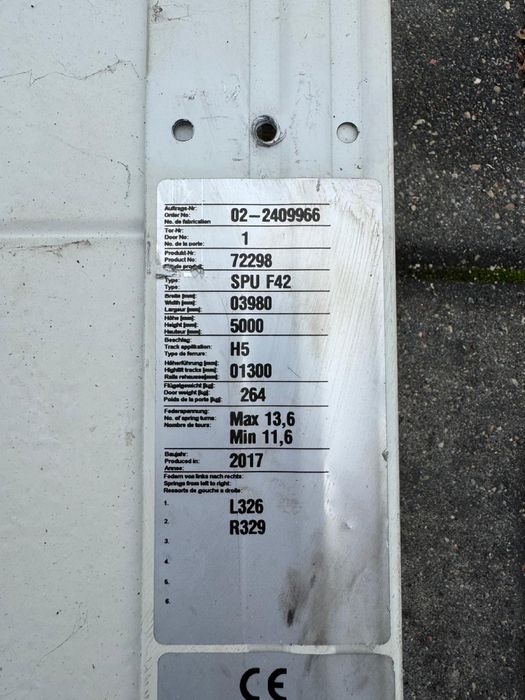 Auftrags-Nr:
Order No: 02-2409966
No. de fabrication
Tor-Nr:
Door No: 1
No. de la porte:
Produkt-Nr:
Product No: 72298
de produit:
Type: SPU F42
Type:
Breite [mm]:
Width [mm]: 03980
Largeur [mm]:
Höhe [mm]:
Height [mm]: 5000
Hauteur [mm]:
Beschlag:
Track application: H5
Type de ferrure:
Höherführung [mm]:
Highlift tracks [mm]: 01300
Rails rehausse[mm]:
Flügelgewicht [kg]:
Door weight [kg]: 264
Poids de la porte [kg]:
Federspannung:
No. of spring turns: Max 13,6
Nombre de tours: Min 11,6
Baujahr:
Produced in: 2017
Annee:
Federn von links nach rechts:
Springs from left to right:
Ressorts de gauche a droite:
1. L326
2. R329
3.
4.
5.
6.
CE